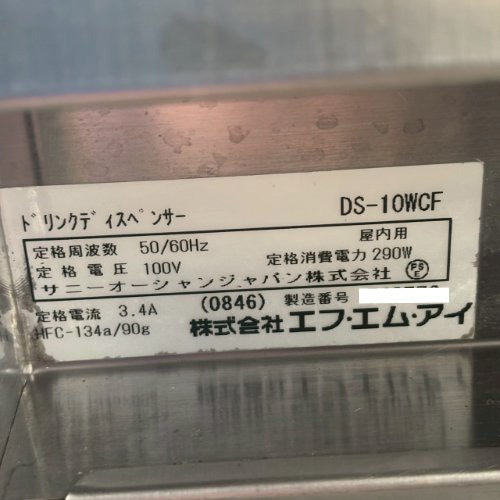 ﾄﾞﾘﾝｸﾃﾞｨｽﾍﾟﾝｻｰ DS-10WCF
定格周波数 50/60Hz 屋内用
定格電圧 100V 定格消費電力 290W
サニーオーシャンジャパン株式会社 PS E
定格電流 3.4A (0846) 製造番号
HFC-134a/90g 株式会社エフ・エム・アイ